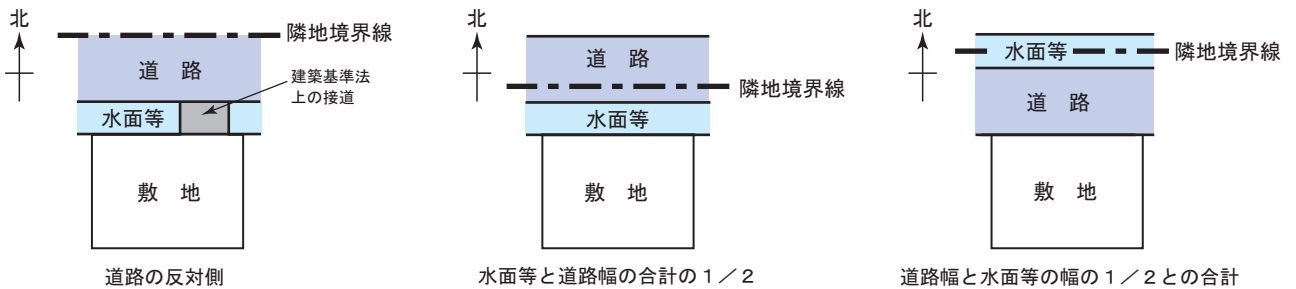 北
隣地境界線
道 路
建築基準法
上の接道
水面等
敷 地
道路の反対側
北
道 路
隣地境界線
水面等
敷 地
水面等と道路幅の合計の1/2
北
水面等
隣地境界線
道 路
敷 地
道路幅と水面等の幅の1/2との合計